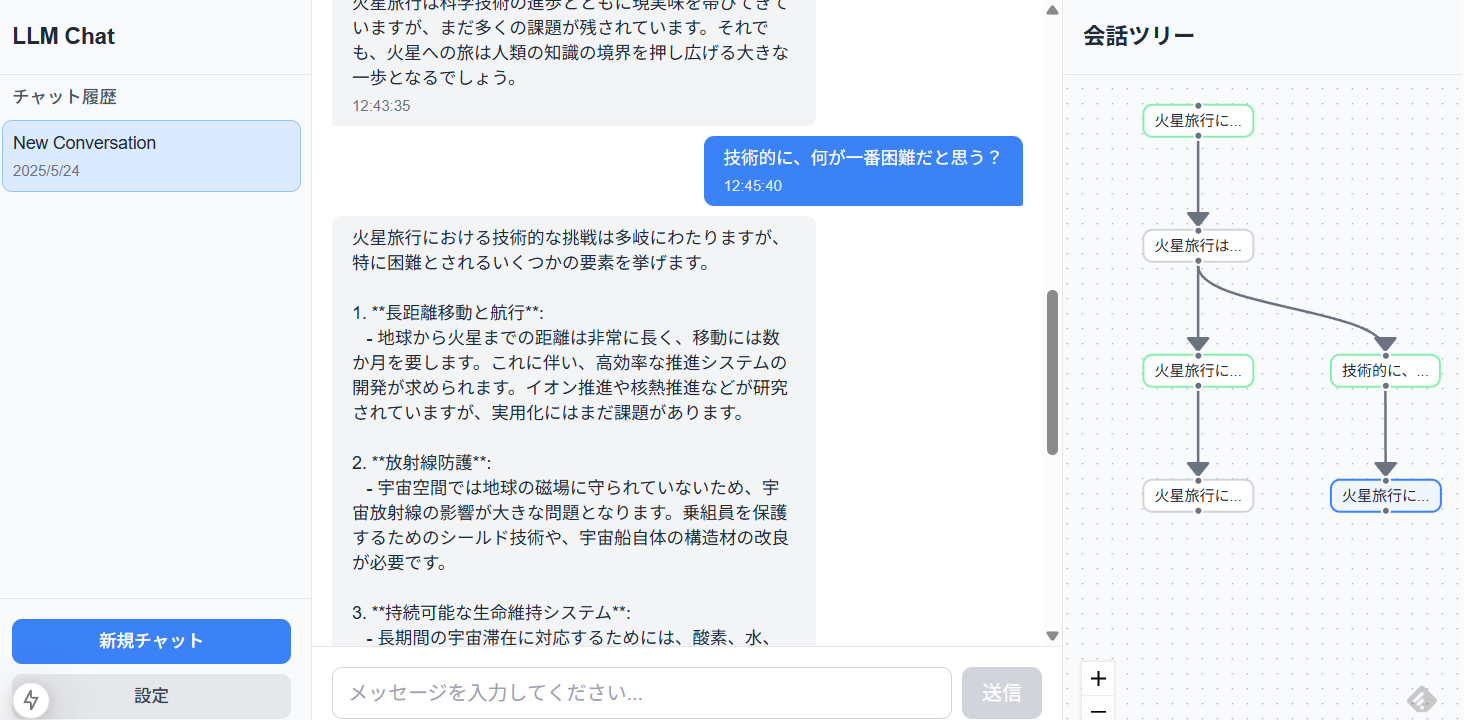 LLM Chat
チャット履歴
New Conversation
2025/5/24
新規チャット
設定
火星旅行は科学技術の進歩とともに現実味を帯びてきて
いますが、まだ多くの課題が残されています。それで
も、火星への旅は人類の知識の境界を押し広げる大きな
一歩となるでしょう。
12:43:35
技術的に、何が一番困難だと思う？
12:45:40
火星旅行における技術的な挑戦は多岐にわたりますが、
特に困難とされるいくつかの要素を挙げます。
1. **長距離移動と航行**:
- 地球から火星までの距離は非常に長く、移動には数
か月を要します。これに伴い、高効率な推進システムの
開発が求められます。イオン推進や核熱推進などが研究
されていますが、実用化にはまだ課題があります。
2. **放射線防護**:
- 宇宙空間では地球の磁場に守られていないため、宇
宙放射線の影響が大きな問題となります。乗組員を保護
するためのシールド技術や、宇宙船自体の構造材の改良
が必要です。
3. **持続可能な生命維持システム**:
- 長期間の宇宙滞在に対応するためには、酸素、水、
メッセージを入力してください...
送信
会話ツリー
火星旅行に...
火星旅行は...
火星旅行に...
技術的に、...
火星旅行に...
火星旅行に...